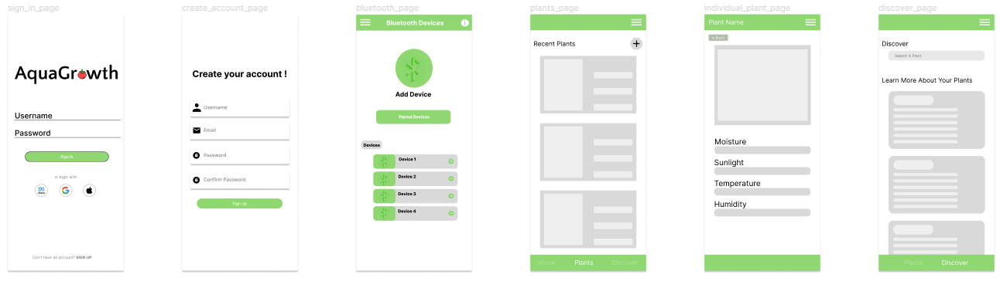 sign_in_page
AquaGrowth
Username
Password
Sign In
or login with
Meta
Don't have an account? SIGN UP
create_account_page
Create your account !
Username
Email
Password
Confirm Password
Sign Up
bluetooth_page
Bluetooth Devices
Add Device
Paired Devices
Devices
Device 1
Device 2
Device 3
Device 4
plants_page
Recent Plants
Home Plants Discover
individual_plant_page
Plant Name
Back
Moisture
Sunlight
Temperature
Humidity
discover_page
Discover
Search A Plant
Learn More About Your Plants
Plants Discover